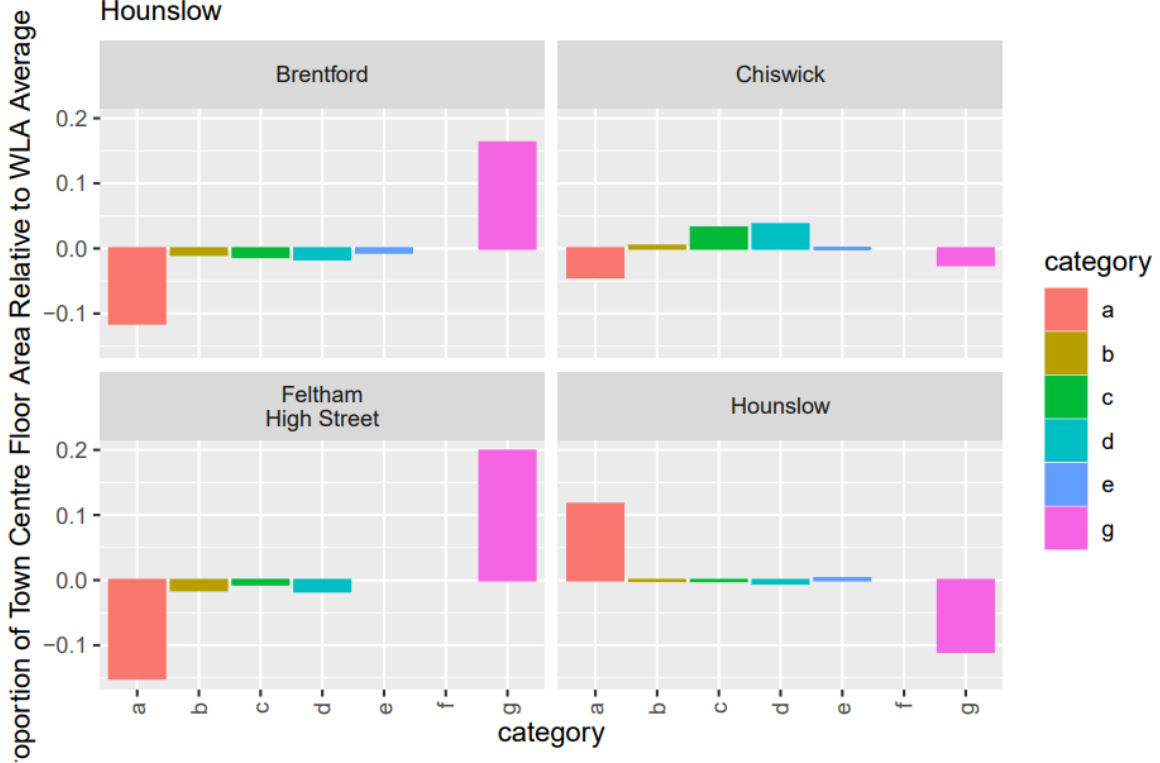 Hounslow
oportion of Town Centre Floor Area Relative to WLA Average
Brentford
Chiswick
0.2
0.1
0.0
−0.1
Feltham
High Street
Hounslow
0.2
0.1
0.0
−0.1
a b c d e f g
a b c d e f g
category
category
a
b
c
d
e
g